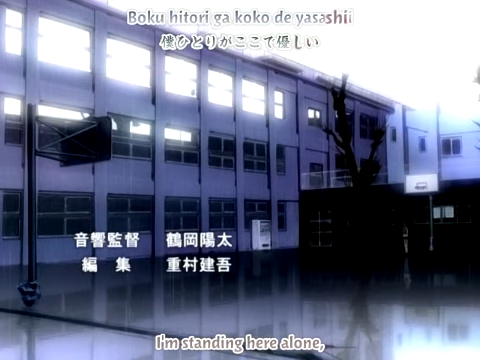 Boku hitori ga koko de yasashii
僕ひとりがここで優しい
音響監督 鶴岡陽太
編 集 重村建吾
I'm standing here alone,